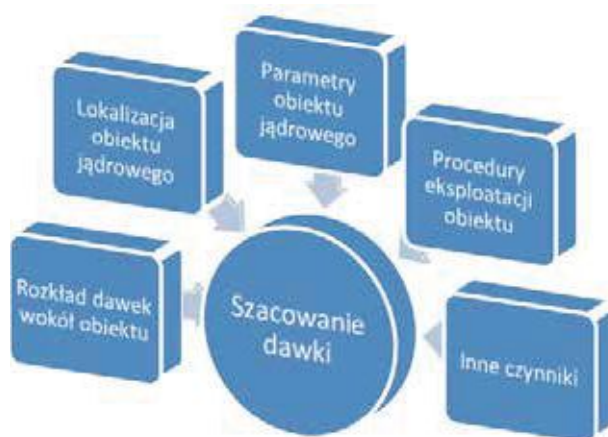 Parametry
obiektu
jądrowego
Lokalizacja
obiektu
jądrowego
Procedury
eksploatacji
obiektu
Rozkład dawek
wokół obiektu
Szacowanie
dawki
Inne czynniki